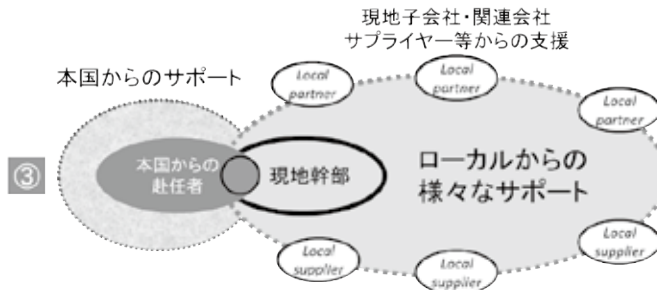 現地子会社・関連会社
サプライヤー等からの支援
本国からのサポート
Local
partner
Local
partner
Local
partner
③
本国からの
赴任者
現地幹部
ローカルからの
様々なサポート
Local
supplier
Local
supplier
Local
supplier